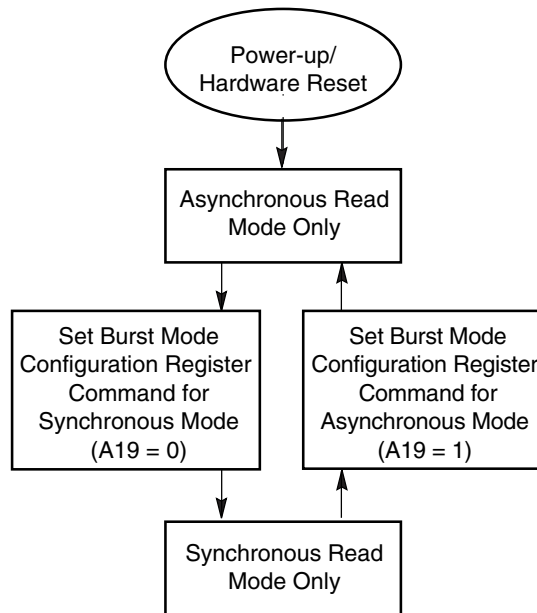 Power-up/
Hardware Reset
Asynchronous Read
Mode Only
Set Burst Mode
Configuration Register
Command for
Synchronous Mode
(A19 = 0)
Set Burst Mode
Configuration Register
Command for
Asynchronous Mode
(A19 = 1)
Synchronous Read
Mode Only